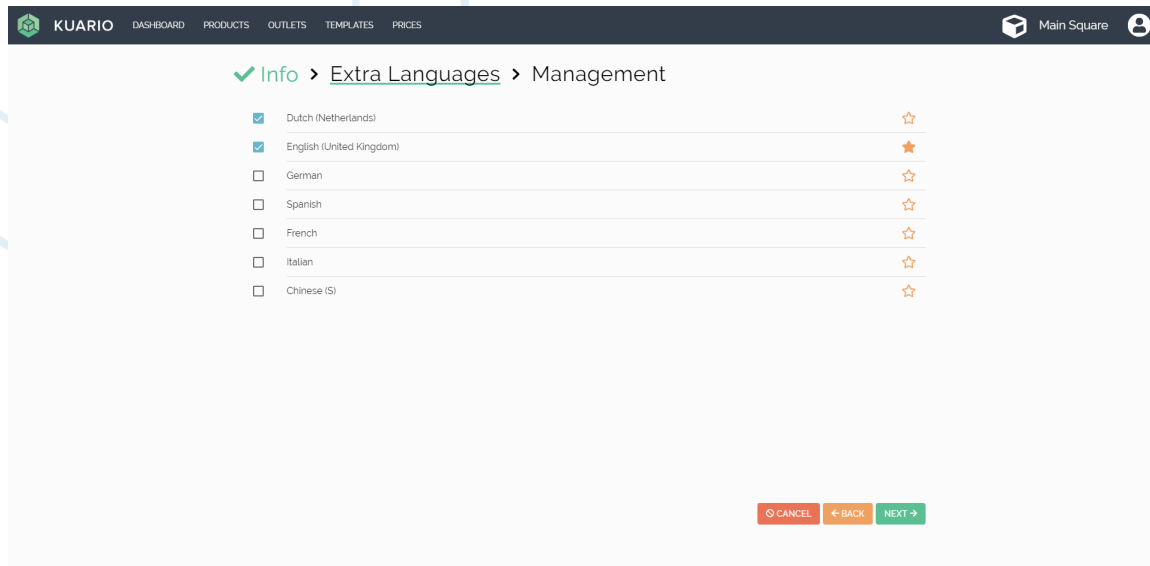 KUARIO DASHBOARD PRODUCTS OUTLETS TEMPLATES PRICES Main Square
Info > Extra Languages > Management
Dutch (Netherlands)
English (United Kingdom)
German
Spanish
French
Italian
Chinese (S)
CANCEL BACK NEXT